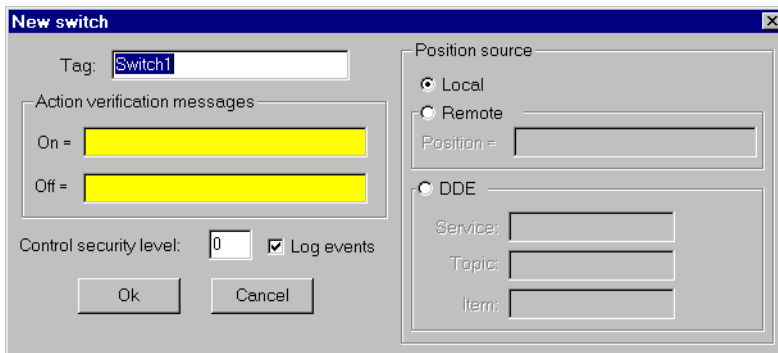 New switch
Tag: Switch1
Action verification messages
On =
Off =
Control security level: 0 Log events
Ok Cancel
Position source
Local
Remote
Position =
DDE
Service:
Topic:
Item: